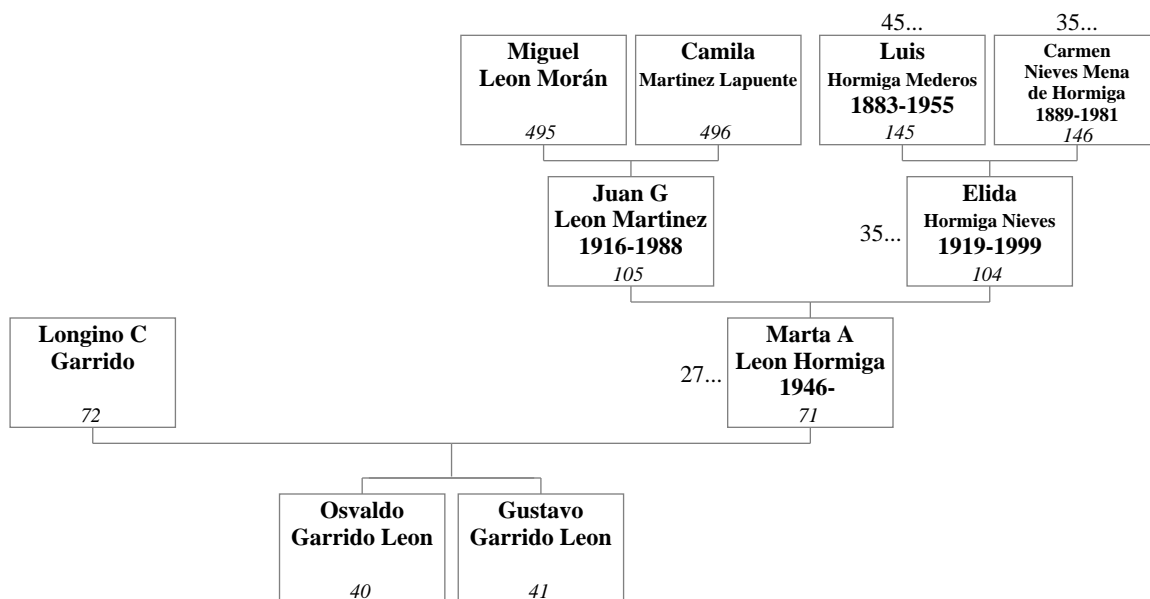 45...
35...
Miguel
Leon Morán
495
Camila
Martinez Lapuente
496
Luis
Hormiga Mederos
1883-1955
145
Carmen
Nieves Mena
de Hormiga
1889-1981
146
Juan G
Leon Martinez
1916-1988
105
35...
Elida
Hormiga Nieves
1919-1999
104
Longino C
Garrido
72
27...
Marta A
Leon Hormiga
1946-
71
Osvaldo
Garrido Leon
40
Gustavo
Garrido Leon
41